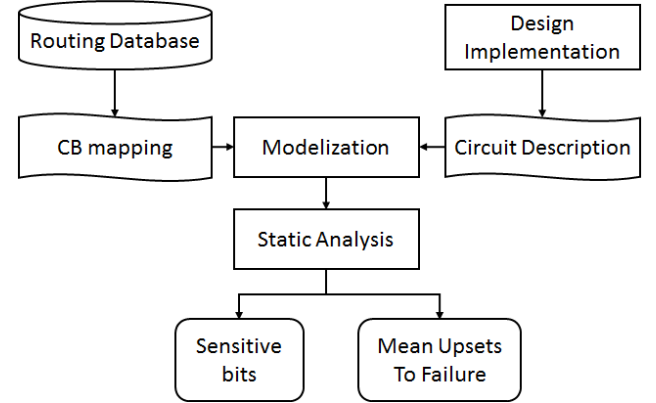 Routing Database
Design
Implementation
CB mapping
Modelization
Circuit Description
Static Analysis
Sensitive
bits
Mean Upsets
To Failure